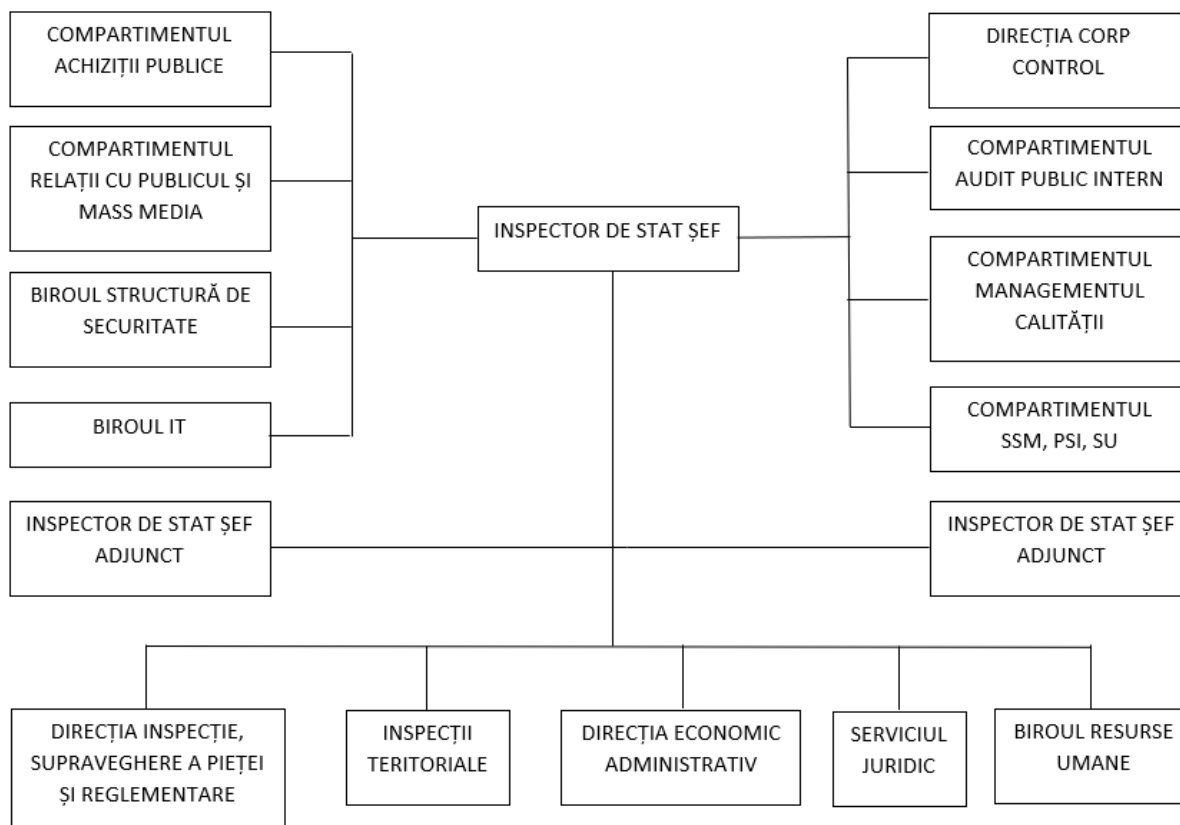 COMPARTIMENTUL
ACHIZIȚII PUBLICE
COMPARTIMENTUL
RELAȚII CU PUBLICUL ȘI
MASS MEDIA
BIROUL STRUCTURĂ DE
SECURITATE
BIROUL IT
INSPECTOR DE STAT ȘEF
DIRECȚIA CORP
CONTROL
COMPARTIMENTUL
AUDIT PUBLIC INTERN
COMPARTIMENTUL
MANAGEMENTUL
CALITĂȚII
COMPARTIMENTUL
SSM, PSI, SU
INSPECTOR DE STAT ȘEF
ADJUNCT
INSPECTOR DE STAT ȘEF
ADJUNCT
DIRECȚIA INSPECȚIE,
SUPRAVEGHERE A PIEȚEI
ȘI REGLEMENTARE
INSPECȚII
TERITORIALE
DIRECȚIA ECONOMIC
ADMINISTRATIV
SERVICIUL
JURIDIC
BIROUL RESURSE
UMANE